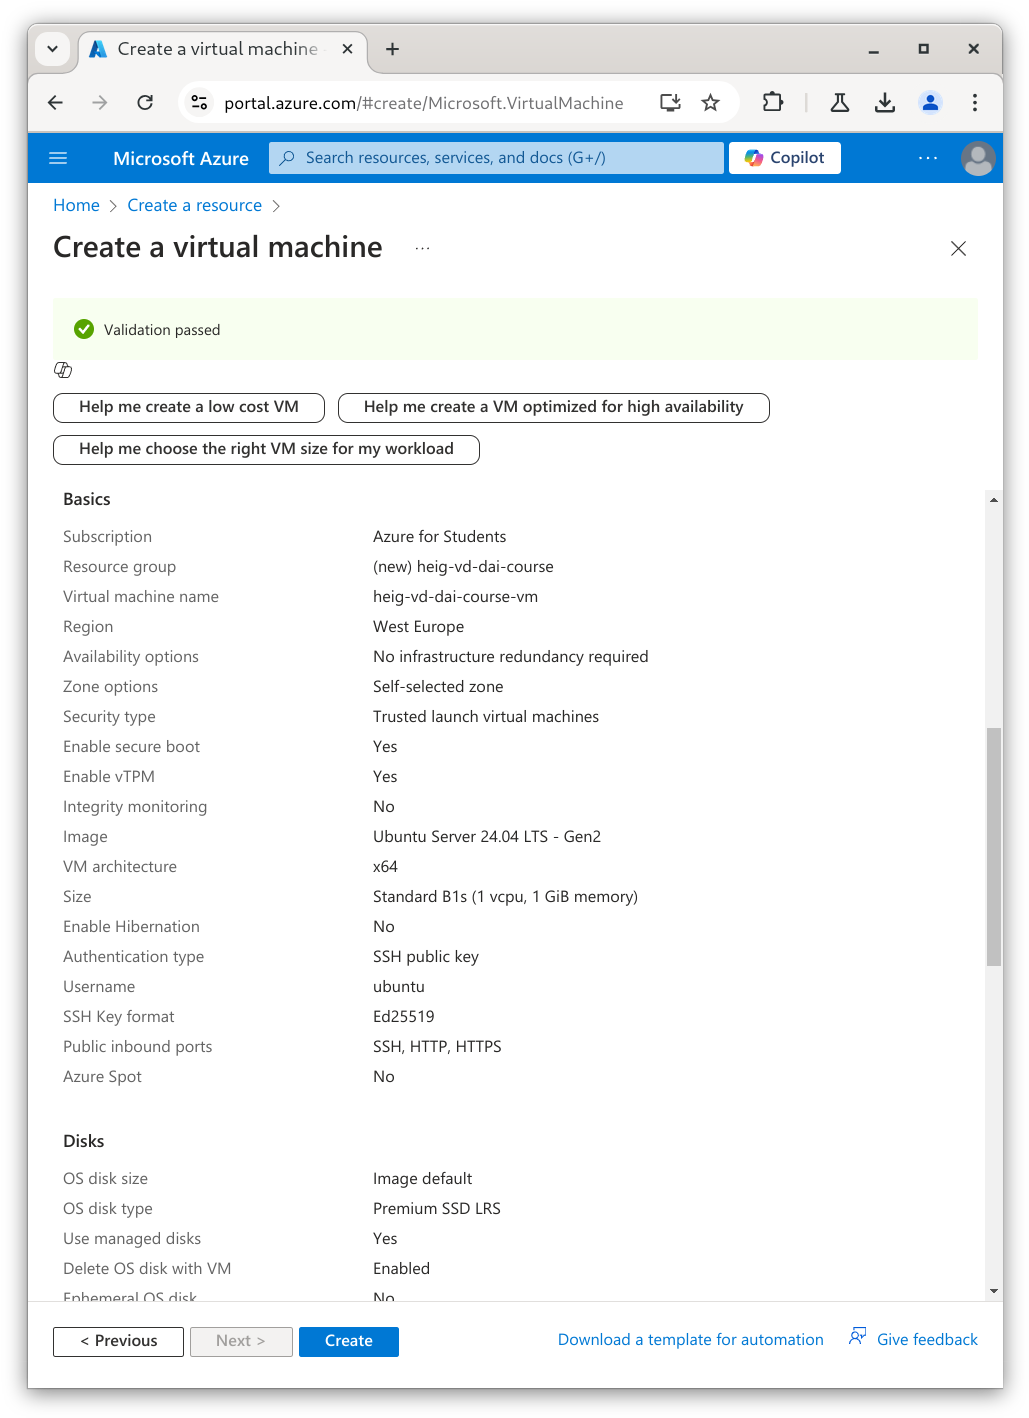 Create a virtual machine
portal.azure.com/#create/Microsoft.VirtualMachine
Microsoft Azure
Search resources, services, and docs (G+/)
Copilot
Home > Create a resource >
Create a virtual machine ...
Validation passed
Help me create a low cost VM
Help me create a VM optimized for high availability
Help me choose the right VM size for my workload
Basics
Subscription Azure for Students
Resource group (new) heig-vd-dai-course
Virtual machine name heig-vd-dai-course-vm
Region West Europe
Availability options No infrastructure redundancy required
Zone options Self-selected zone
Security type Trusted launch virtual machines
Enable secure boot Yes
Enable vTPM Yes
Integrity monitoring No
Image Ubuntu Server 24.04 LTS - Gen2
VM architecture x64
Size Standard B1s (1 vcpu, 1 GiB memory)
Enable Hibernation No
Authentication type SSH public key
Username ubuntu
SSH Key format Ed25519
Public inbound ports SSH, HTTP, HTTPS
Azure Spot No
Disks
OS disk size Image default
OS disk type Premium SSD LRS
Use managed disks Yes
Delete OS disk with VM Enabled
Ephemeral OS disk No
< Previous
Next >
Create
Download a template for automation
Give feedback